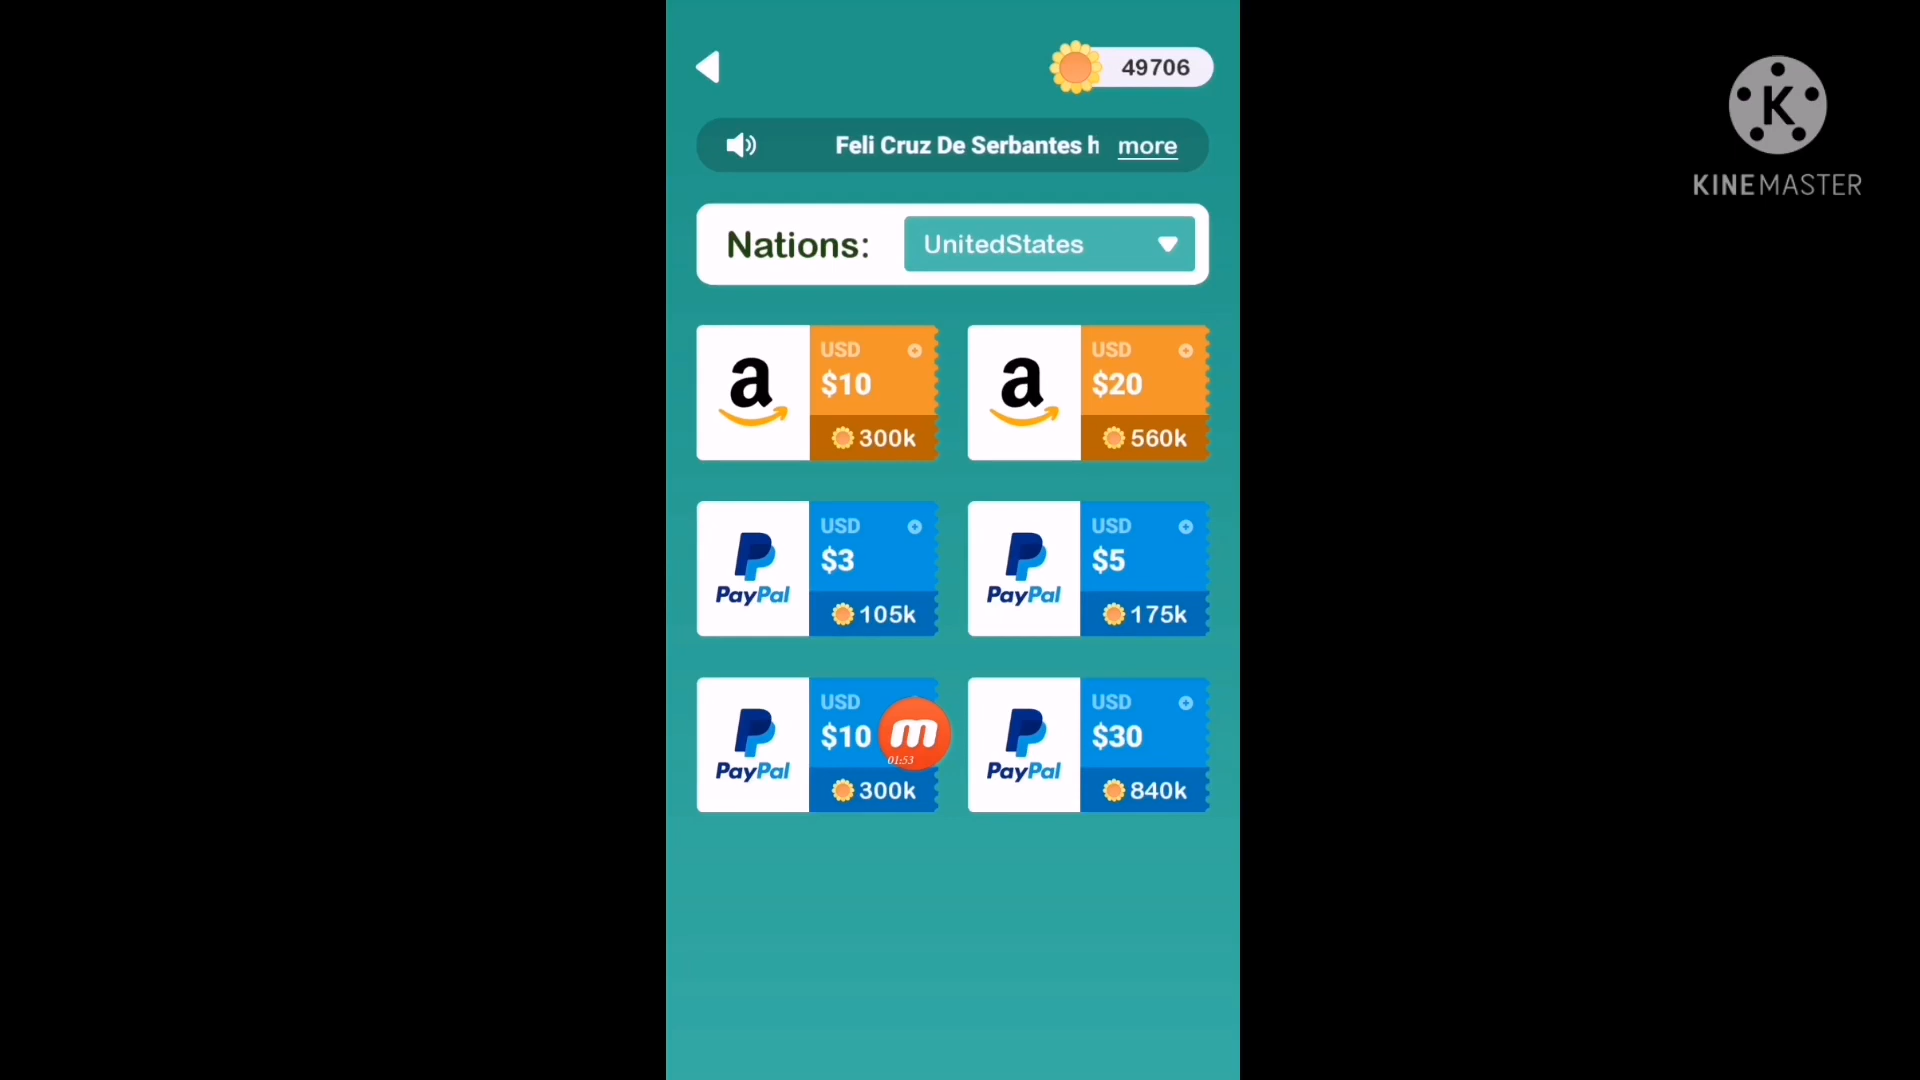 49706
Feli Cruz De Serbantes h more
Nations: UnitedStates
KINEMASTER
a USD $10 300k
a USD $20 560k
PayPal USD $3 105k
PayPal USD $5 175k
PayPal USD $10 300k
m 01:53
PayPal USD $30 840k